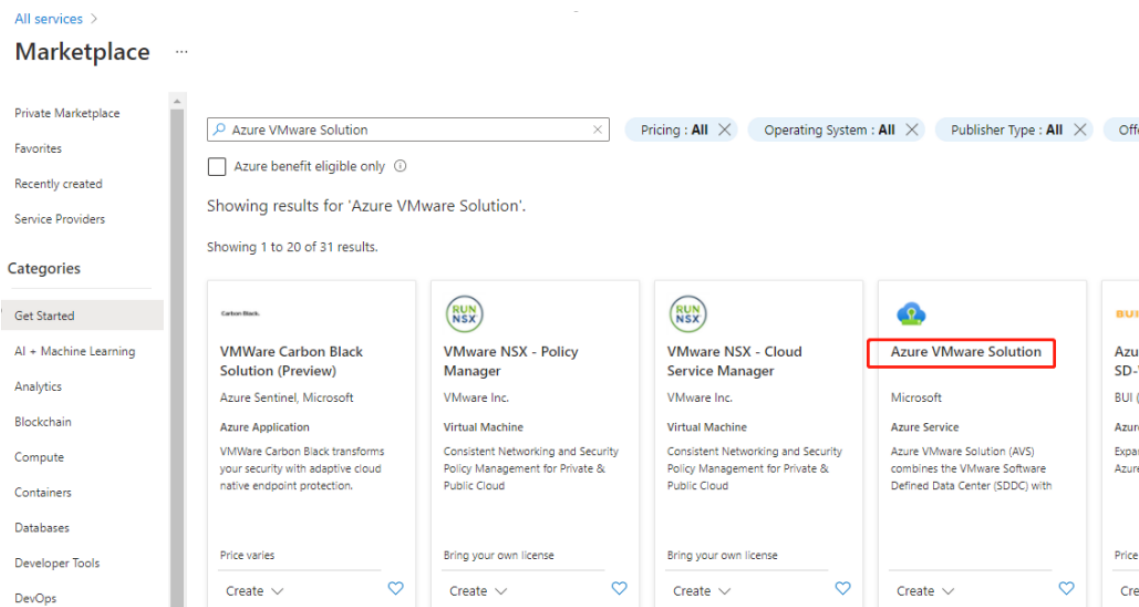 All services >
Marketplace ...
Private Marketplace
Favorites
Recently created
Service Providers
Categories
Get Started
AI + Machine Learning
Analytics
Blockchain
Compute
Containers
Databases
Developer Tools
DevOps
Azure VMware Solution
Pricing : All
Operating System : All
Publisher Type : All
Azure benefit eligible only
Showing results for 'Azure VMware Solution'.
Showing 1 to 20 of 31 results.
Carbon Black.
VMWare Carbon Black
Solution (Preview)
Azure Sentinel, Microsoft
Azure Application
VMWare Carbon Black transforms
your security with adaptive cloud
native endpoint protection.
Price varies
Create
RUN
NSX
VMware NSX - Policy
Manager
VMware Inc.
Virtual Machine
Consistent Networking and Security
Policy Management for Private &
Public Cloud
Bring your own license
Create
RUN
NSX
VMware NSX - Cloud
Service Manager
VMware Inc.
Virtual Machine
Consistent Networking and Security
Policy Management for Private &
Public Cloud
Bring your own license
Create
Azure VMware Solution
Microsoft
Azure Service
Azure VMware Solution (AVS)
combines the VMware Software
Defined Data Center (SDDC) with
Create
BUI (
Price